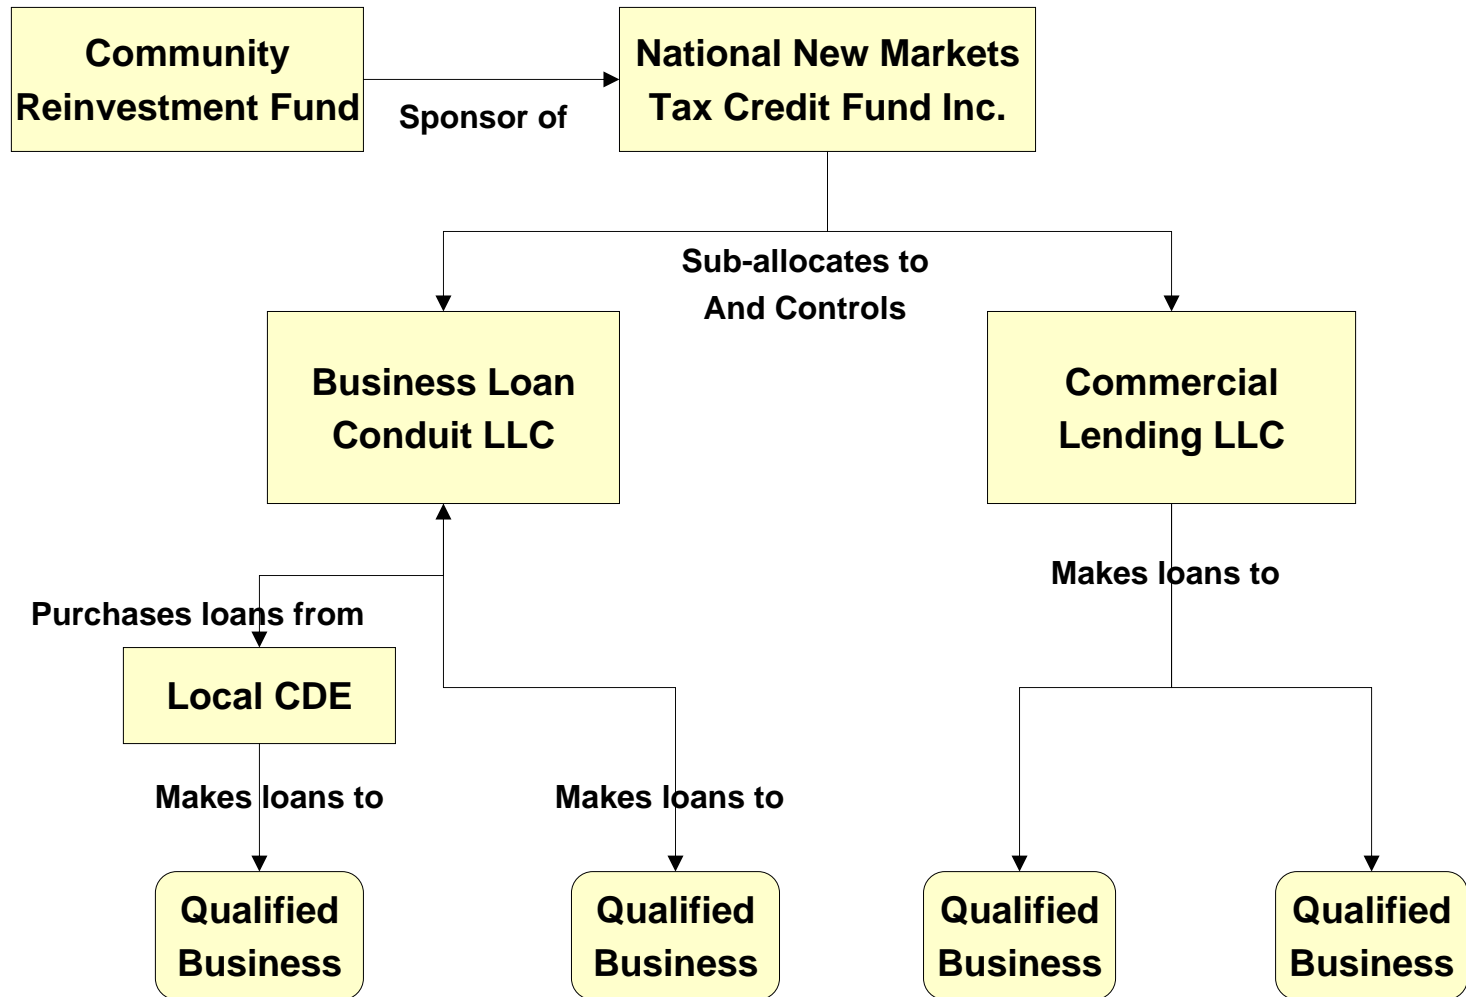 Community
Reinvestment Fund
Sponsor of
National New Markets
Tax Credit Fund Inc.
Sub-allocates to
And Controls
Business Loan
Conduit LLC
Commercial
Lending LLC
Makes loans to
Purchases loans from
Local CDE
Makes loans to
Makes loans to
Qualified
Business
Qualified
Business
Qualified
Business
Qualified
Business